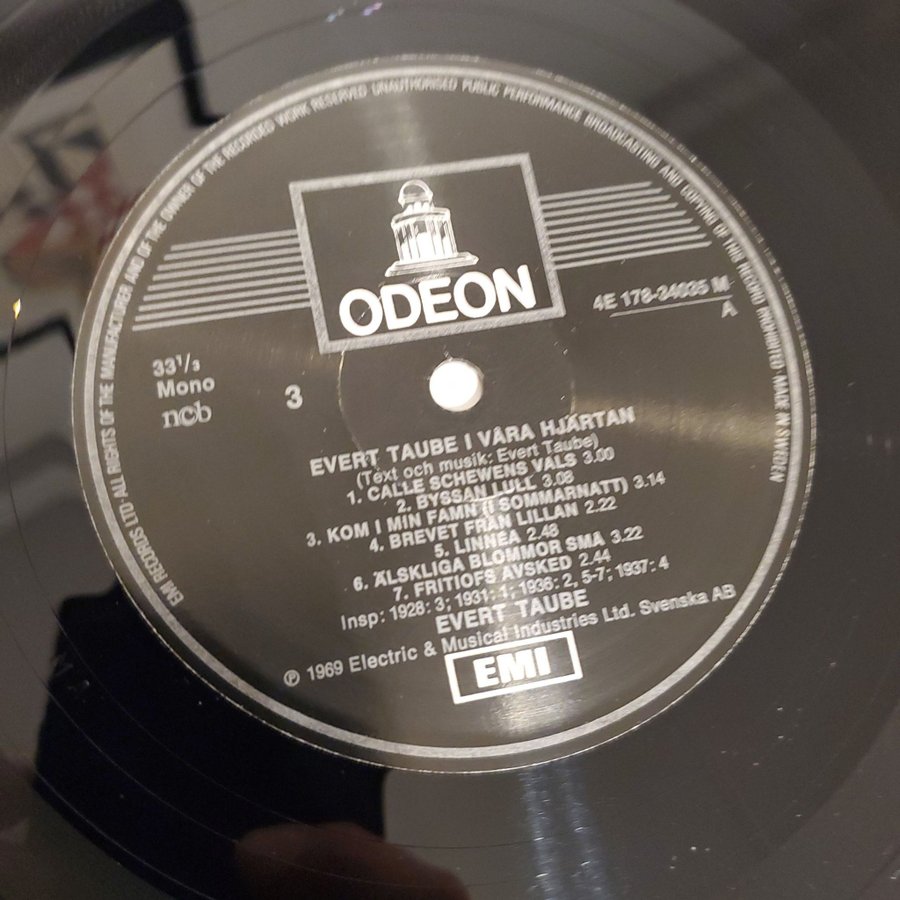 EMI RECORDS LTD·ALL RIGHTS OF THE MANUFACTURER AND OF THE OWNER OF THE RECORDED WORK RESERVED UNAUTHORISED PUBLIC PERFORMANCE BROADCASTING AND COPYING OF THIS RECORD PROHIBITED·MADE IN SWEDEN
ODEON
4E 178-34035 M
A
33⅓
Mono
ncb
3
EVERT TAUBE I VÅRA HJÄRTAN
(Text och musik: Evert Taube)
1. CALLE SCHEWENS VALS 3.00
2. BYSSAN LULL 3.08
3. KOM I MIN FAMN (I SOMMARNATT) 3.14
4. BREVET FRÅN LILLAN 2.22
5. LINNEA 2.48
6. ÄLSKLIGA BLOMMOR SMÅ 3.22
7. FRITIOFS AVSKED 2.44
Insp: 1928: 3; 1931: 1; 1936: 2, 5-7; 1937: 4
EVERT TAUBE
℗ 1969 Electric & Musical Industries Ltd. Svenska AB
EMI